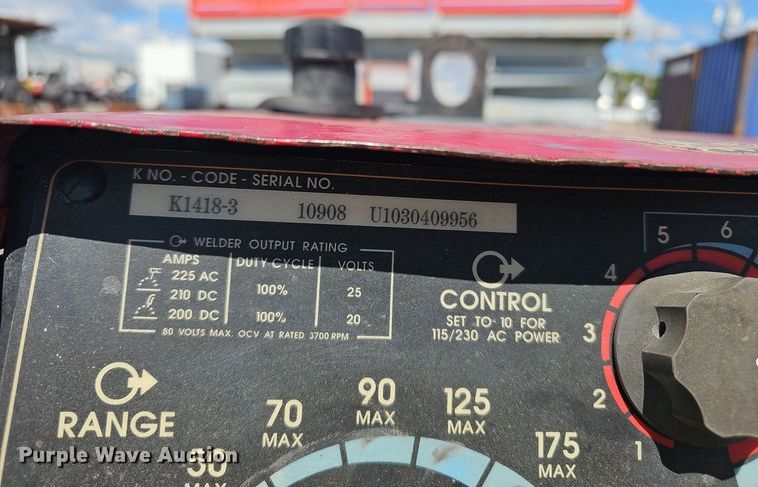 K NO. - CODE - SERIAL NO.
K1418-3 10908 U1030409956
WELDER OUTPUT RATING
AMPS DUTY CYCLE VOLTS
225 AC 100% 25
210 DC
200 DC 100% 20
80 VOLTS MAX. OCV AT RATED 3700 RPM
CONTROL
SET TO 10 FOR
115/230 AC POWER
1 2 3 4 5 6
RANGE
70 MAX
90 MAX
125 MAX
175 MAX
Purple Wave Auction